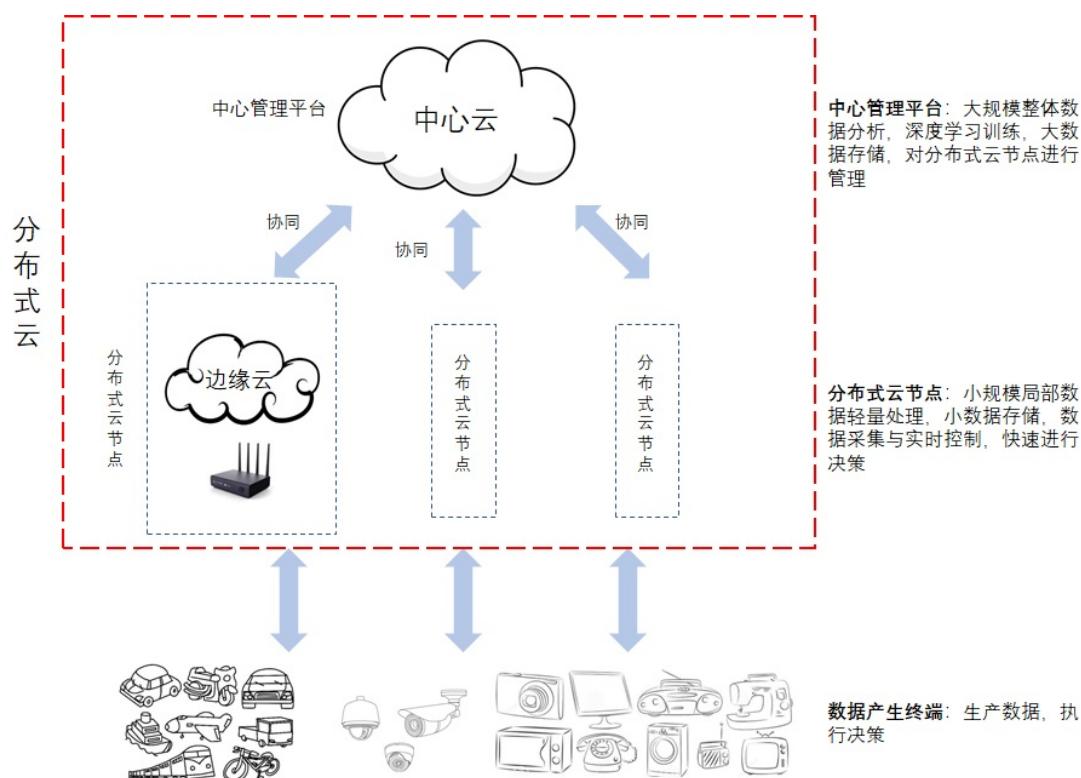 中心管理平台
中心云
中心管理平台：大规模整体数
据分析，深度学习训练，大数
据存储，对分布式云节点进行
管理
协同
协同
协同
分布式云
分布式云节点
边缘云
分布式云节点
分布式云节点
分布式云节点：小规模局部数
据轻量处理，小数据存储，数
据采集与实时控制，快速进行
决策
数据产生终端：生产数据，执
行决策